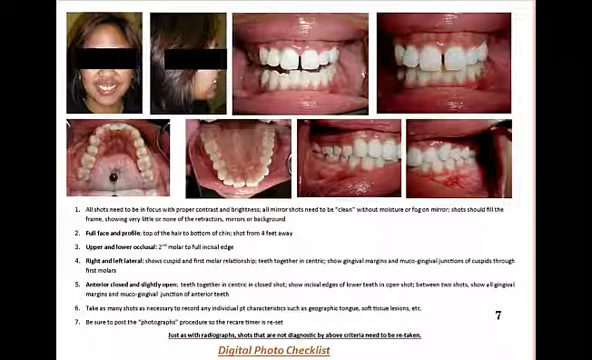 1. All shots need to be in focus with proper contrast and brightness; all mirror shots need to be "clean" without moisture or fog on mirror; shots should fill the
frame, showing very little or none of the retractors, mirrors or background
2. Full face and profile: top of the hair to bottom of chin; shot from 4 feet away
3. Upper and lower occlusal: 2nd molar to full incisal edge
4. Right and left lateral: shows cuspid and first molar relationship; teeth together in centric; show gingival margins and muco-gingival junctions of cuspids through
first molars
5. Anterior closed and slightly open: teeth together in centric in closed shot; show incisal edges of lower teeth in open shot; between two shots, show all gingival
margins and muco-gingival junction of anterior teeth
6. Take as many shots as necessary to record any individual pt characteristics such as geographic tongue, soft tissue lesions, etc.
7. Be sure to post the "photographs" procedure so the recare timer is re-set
7
Just as with radiographs, shots that are not diagnostic by above criteria need to be re-taken.
Digital Photo Checklist